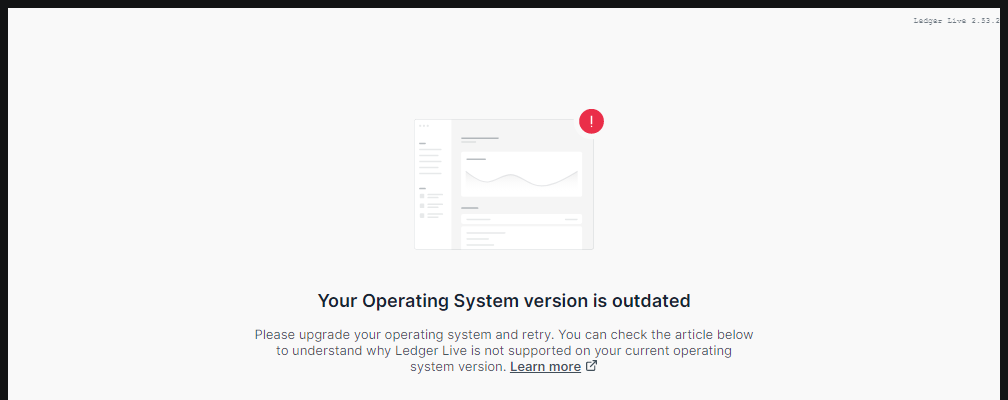 Ledger Live 2.53.2
!
Your Operating System version is outdated
Please upgrade your operating system and retry. You can check the article below
to understand why Ledger Live is not supported on your current operating
system version. Learn more